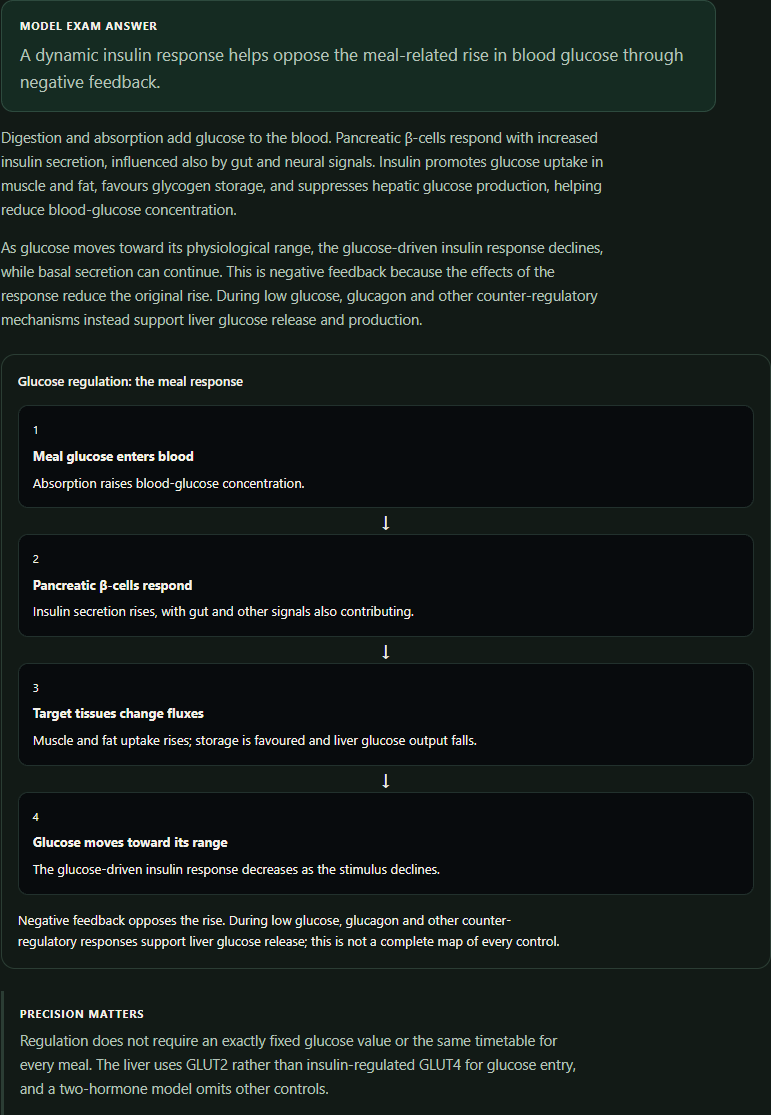 MODEL EXAM ANSWER
A dynamic insulin response helps oppose the meal-related rise in blood glucose through
negative feedback.
Digestion and absorption add glucose to the blood. Pancreatic β-cells respond with increased
insulin secretion, influenced also by gut and neural signals. Insulin promotes glucose uptake in
muscle and fat, favours glycogen storage, and suppresses hepatic glucose production, helping
reduce blood-glucose concentration.
As glucose moves toward its physiological range, the glucose-driven insulin response declines,
while basal secretion can continue. This is negative feedback because the effects of the
response reduce the original rise. During low glucose, glucagon and other counter-regulatory
mechanisms instead support liver glucose release and production.
Glucose regulation: the meal response
1
Meal glucose enters blood
Absorption raises blood-glucose concentration.
↓
2
Pancreatic β-cells respond
Insulin secretion rises, with gut and other signals also contributing.
↓
3
Target tissues change fluxes
Muscle and fat uptake rises; storage is favoured and liver glucose output falls.
↓
4
Glucose moves toward its range
The glucose-driven insulin response decreases as the stimulus declines.
Negative feedback opposes the rise. During low glucose, glucagon and other counter-
regulatory responses support liver glucose release; this is not a complete map of every control.
PRECISION MATTERS
Regulation does not require an exactly fixed glucose value or the same timetable for
every meal. The liver uses GLUT2 rather than insulin-regulated GLUT4 for glucose entry,
and a two-hormone model omits other controls.